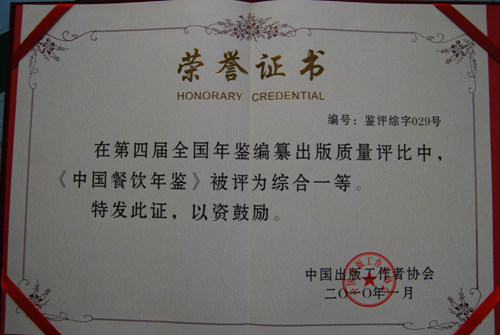 荣誉证书
HONORARY CREDENTIAL
编号：鉴评综字029号
在第四届全国年鉴编纂出版质量评比中，
《中国餐饮年鉴》被评为综合一等。
特发此证，以资鼓励。
中国出版工作者协会
二〇一〇年一月